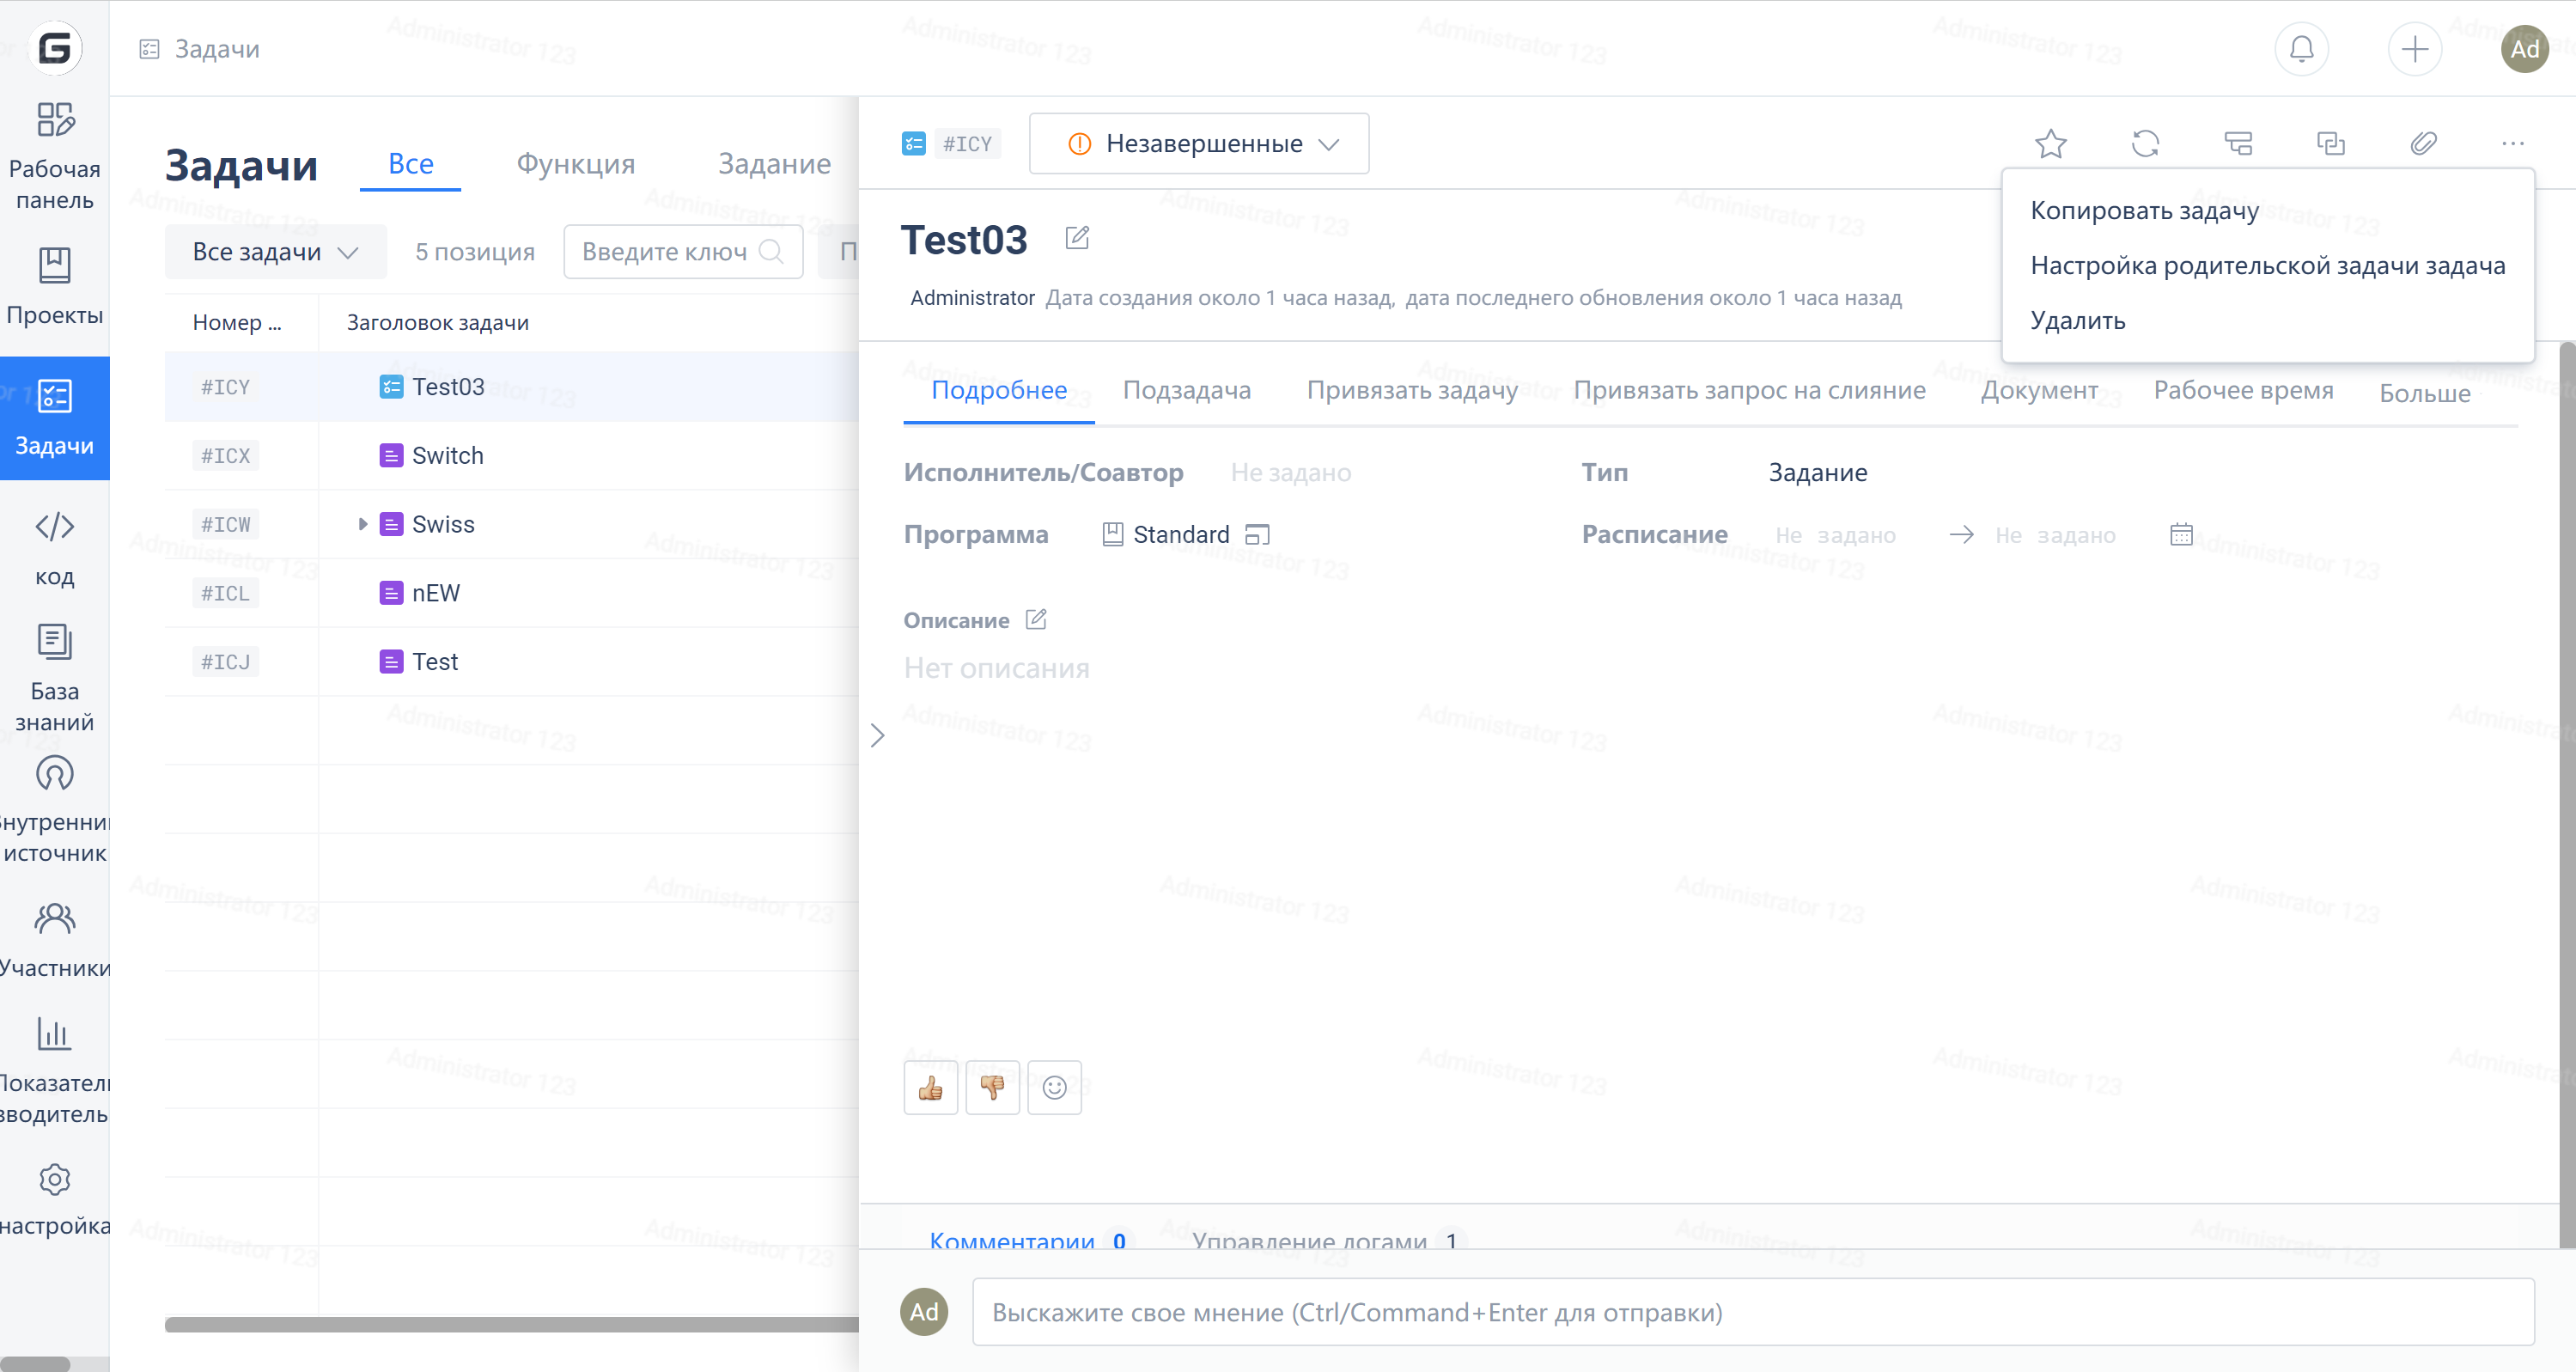 Задачи
Ad
Рабочая
панель
Проекты
Задачи
код
База
знаний
внутренни
источник
Участники
Показатели
зводитель
настройка
Задачи
Все
Функция
Задание
Все задачи
5 позиция
Введите ключ
П
Номер ...
Заголовок задачи
#ICY
Test03
#ICX
Switch
#ICW
Swiss
#ICL
nEW
#ICJ
Test
#ICY
Незавершенные
Копировать задачу
Настройка родительской задачи задача
Удалить
Test03
Administrator Дата создания около 1 часа назад, дата последнего обновления около 1 часа назад
Подробнее
Подзадача
Привязать задачу
Привязать запрос на слияние
Документ
Рабочее время
Больше
Исполнитель/Соавтор
Не задано
Тип
Задание
Программа
Standard
Расписание
Не задано
Не задано
Описание
Нет описания
Комментарии 0
Управление логами 1
Ad
Выскажите свое мнение (Ctrl/Command+Enter для отправки)
Administrator 123